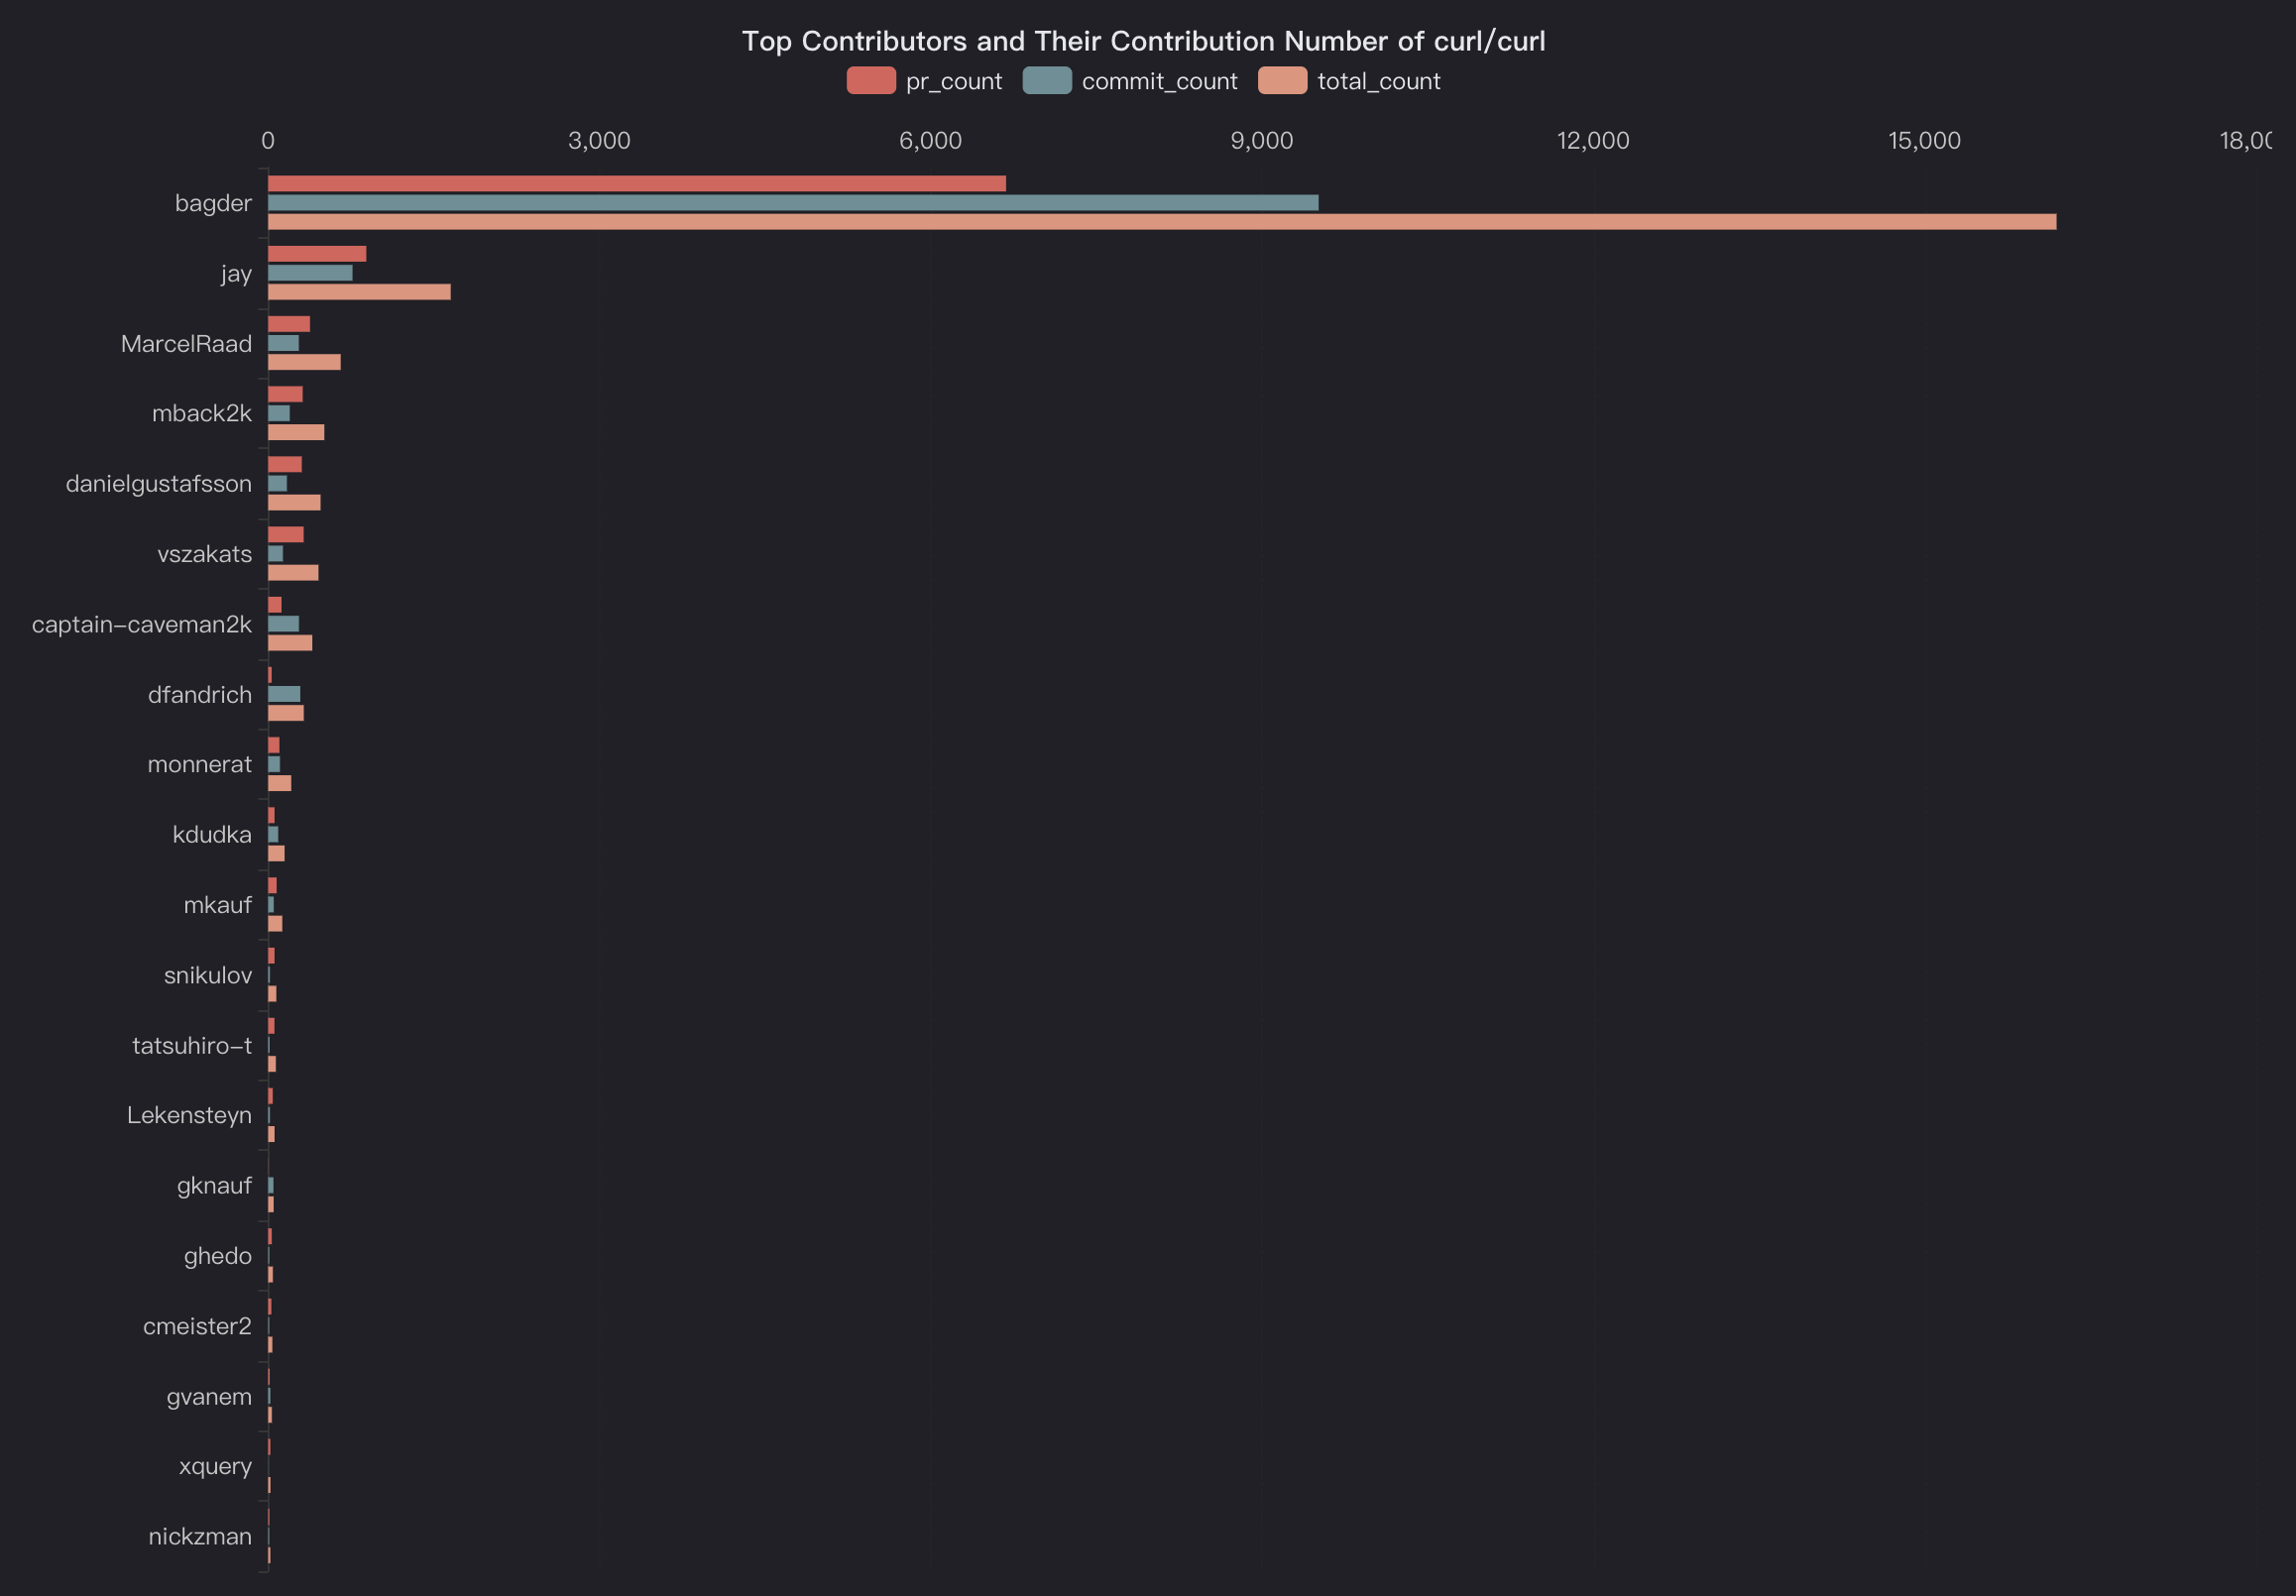 Top Contributors and Their Contribution Number of curl/curl
pr_count commit_count total_count
0 3,000 6,000 9,000 12,000 15,000 18,00
bagder
jay
MarcelRaad
mback2k
danielgustafsson
vszakats
captain-caveman2k
dfandrich
monnerat
kdudka
mkauf
snikulov
tatsuhiro-t
Lekensteyn
gknauf
ghedo
cmeister2
gvanem
xquery
nickzman